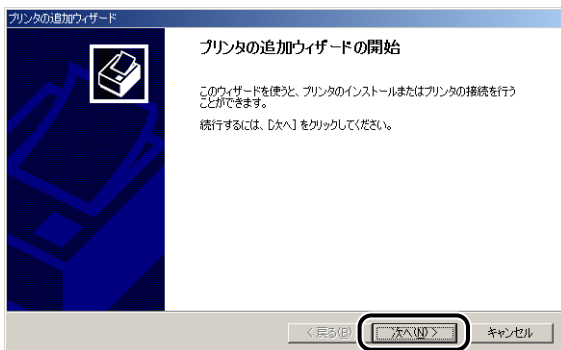 プリンタの追加ウィザード
プリンタの追加ウィザードの開始
このウィザードを使うと、プリンタのインストールまたはプリンタの接続を行う
ことができます。
続行するには、[次へ] をクリックしてください。
< 戻る(B)
次へ(N) >
キャンセル